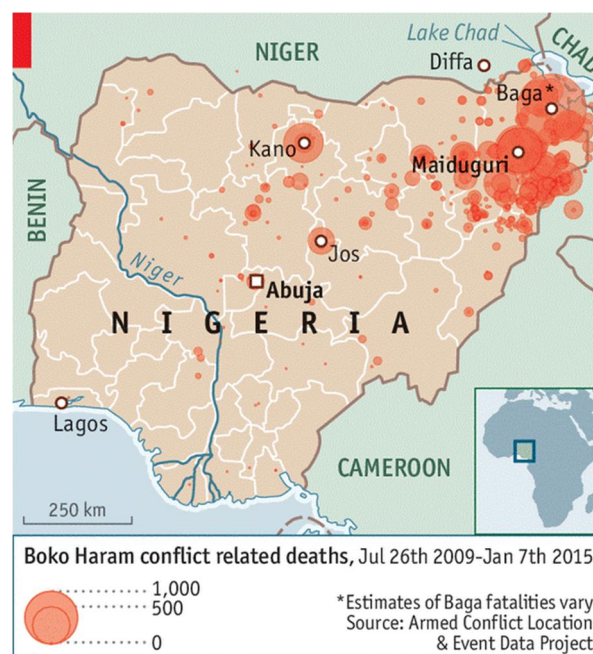 Lake Chad
CHAD
NIGER
Diffa
Baga*
Kano
Maiduguri
BENIN
Jos
Niger
Abuja
NIGERIA
Lagos
CAMEROON
250 km
Boko Haram conflict related deaths, Jul 26th 2009-Jan 7th 2015
1,000
500
0
*Estimates of Baga fatalities vary
Source: Armed Conflict Location
& Event Data Project